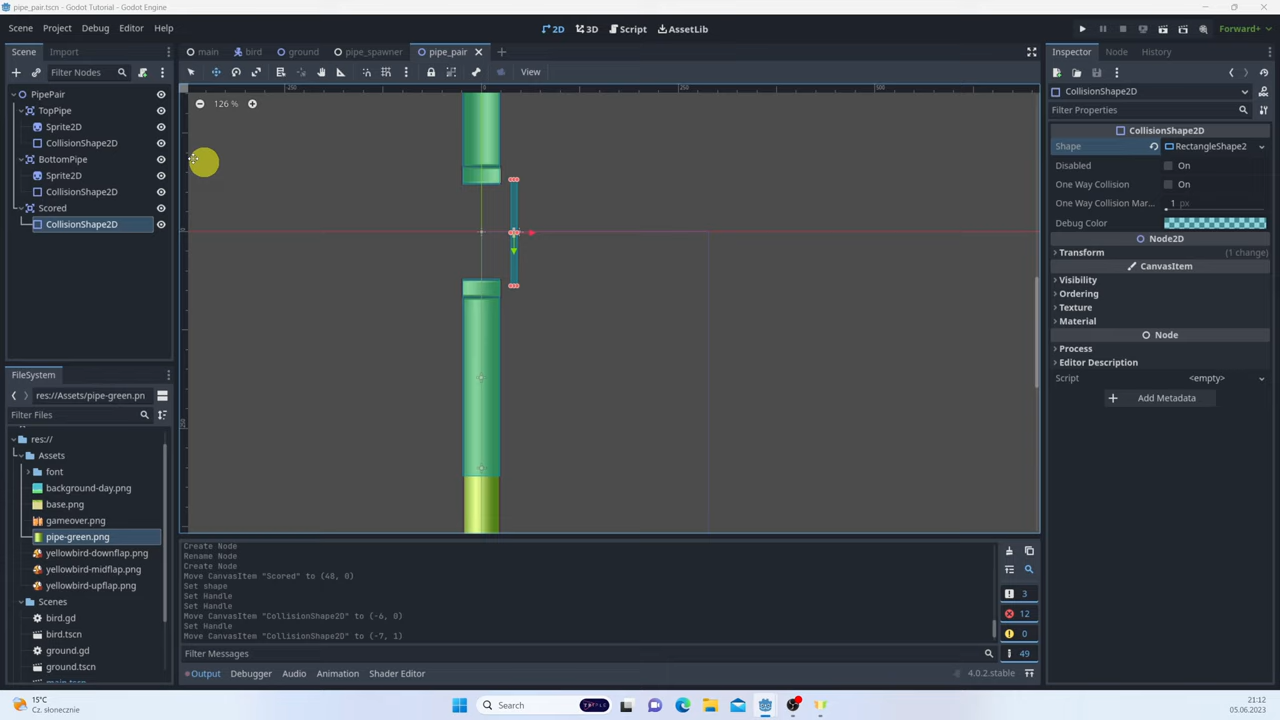 pipe_pair.tscn - Godot Tutorial - Godot Engine
Scene Project Debug Editor Help
2D 3D Script AssetLib
Forward+
Scene Import
main bird ground pipe_spawner pipe_pair
Inspector Node History
Filter Nodes
View
PipePair
TopPipe
Sprite2D
CollisionShape2D
BottomPipe
Sprite2D
CollisionShape2D
Scored
CollisionShape2D
126 %
CollisionShape2D
Filter Properties
CollisionShape2D
Shape RectangleShape2
Disabled On
One Way Collision On
One Way Collision Mar... 1 px
Debug Color
Node2D
Transform (1 change)
CanvasItem
Visibility
Ordering
Texture
Material
Node
Process
Editor Description
Script <empty>
Add Metadata
FileSystem
res://Assets/pipe-green.pn
Filter Files
res://
Assets
font
background-day.png
base.png
gameover.png
pipe-green.png
yellowbird-downflap.png
yellowbird-midflap.png
yellowbird-upflap.png
Scenes
bird.gd
bird.tscn
ground.gd
ground.tscn
main.tscn
Create Node
Rename Node
Create Node
Move CanvasItem "Scored" to (48, 0)
Set shape
Set Handle
Set Handle
Move CanvasItem "CollisionShape2D" to (-6, 0)
Set Handle
Move CanvasItem "CollisionShape2D" to (-7, 1)
3
12
0
49
Filter Messages
Output Debugger Audio Animation Shader Editor
4.0.2.stable
15°C
Cz. słonecznie
Search
21:12
05.06.2023